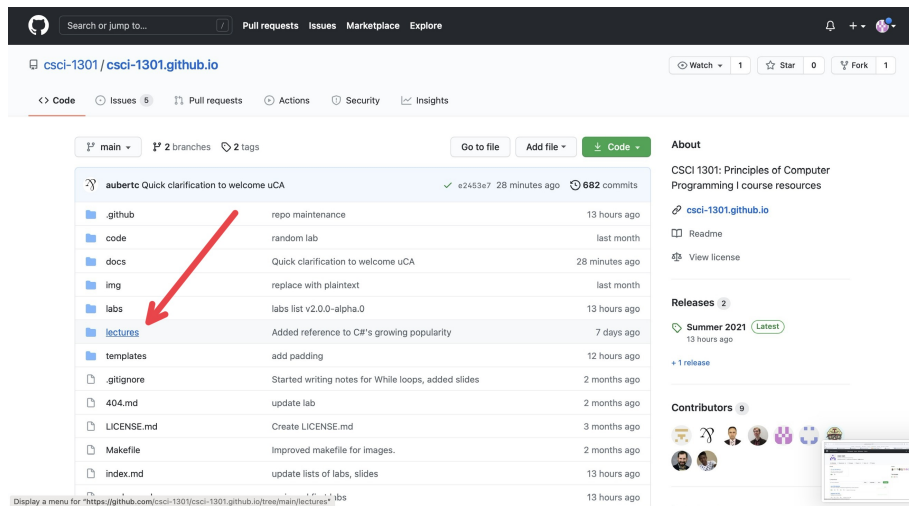 Search or jump to... / Pull requests Issues Marketplace Explore
csci-1301 / csci-1301.github.io Watch 1 Star 0 Fork 1
Code Issues 5 Pull requests Actions Security Insights
main 2 branches 2 tags Go to file Add file Code
aubertc Quick clarification to welcome uCA e2453e7 28 minutes ago 682 commits
.github repo maintenance 13 hours ago
code random lab last month
docs Quick clarification to welcome uCA 28 minutes ago
img replace with plaintext last month
labs labs list v2.0.0-alpha.0 13 hours ago
lectures Added reference to C#'s growing popularity 7 days ago
templates add padding 12 hours ago
.gitignore Started writing notes for While loops, added slides 2 months ago
404.md update lab 2 months ago
LICENSE.md Create LICENSE.md 3 months ago
Makefile Improved makefile for images. 2 months ago
index.md update lists of labs, slides 13 hours ago
13 hours ago
Display a menu for "https://github.com/csci-1301/csci-1301.github.io/tree/main/lectures"
About
CSCI 1301: Principles of Computer
Programming I course resources
csci-1301.github.io
Readme
View license
Releases 2
Summer 2021 Latest
13 hours ago
+ 1 release
Contributors 9